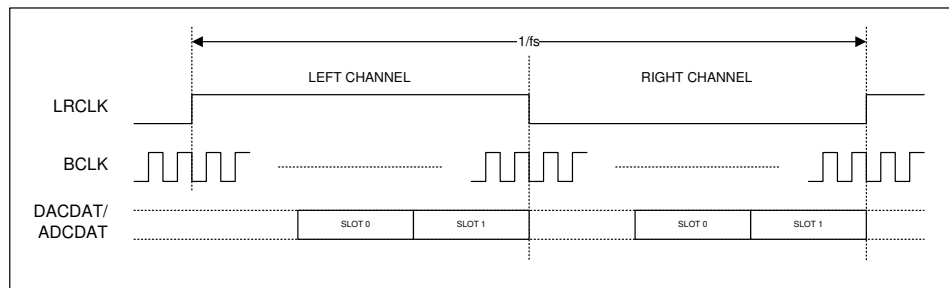 1/fs
LEFT CHANNEL RIGHT CHANNEL
LRCLK
BCLK
DACDAT/
ADCDAT
SLOT 0 SLOT 1 SLOT 0 SLOT 1